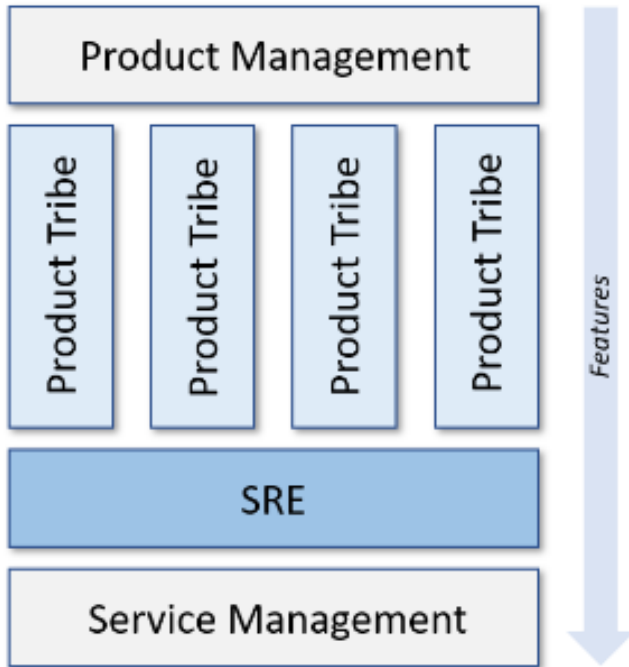 Product Management
Product Tribe
Product Tribe
Product Tribe
Product Tribe
Features
SRE
Service Management